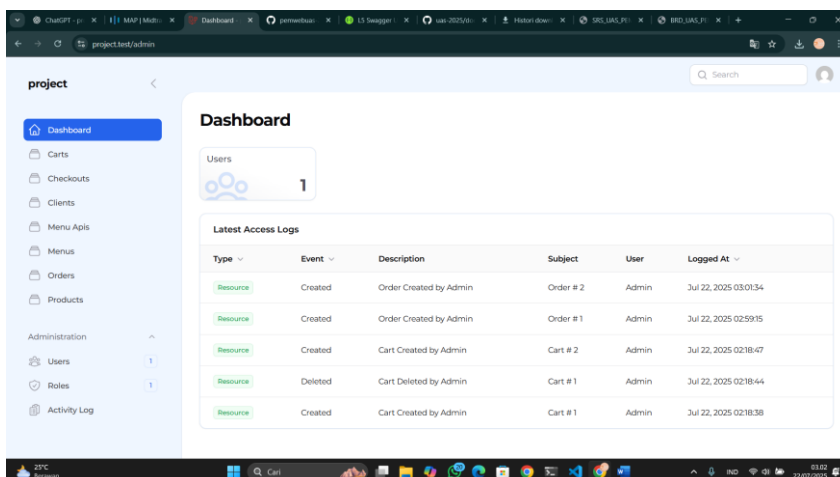 ChatGPT - p
MAP | Midtr
Dashboard -
pemwebuas
L5 Swagger
uas-2025/do
Histori down
SRS_UAS_PE
BRD_UAS_PE
project.test/admin
project
Search
Dashboard
Carts
Checkouts
Clients
Menu Apis
Menus
Orders
Products
Administration
Users 1
Roles 1
Activity Log
Dashboard
Users
1
Latest Access Logs
Type Event Description Subject User Logged At
Resource Created Order Created by Admin Order # 2 Admin Jul 22, 2025 03:01:34
Resource Created Order Created by Admin Order # 1 Admin Jul 22, 2025 02:59:15
Resource Created Cart Created by Admin Cart # 2 Admin Jul 22, 2025 02:18:47
Resource Deleted Cart Deleted by Admin Cart # 1 Admin Jul 22, 2025 02:18:44
Resource Created Cart Created by Admin Cart # 1 Admin Jul 22, 2025 02:18:38
25°C
Berawan
Cari
IND
03.02
22/07/2025